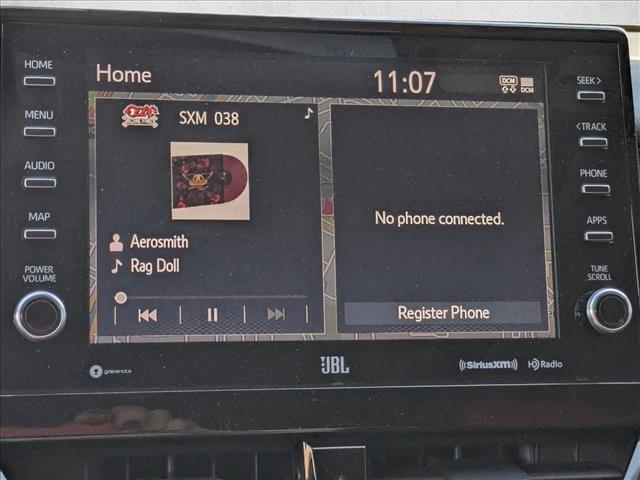 HOME
MENU
AUDIO
MAP
POWER
VOLUME
Home
11:07
DCM
DCM
SXM 038
Aerosmith
Rag Doll
No phone connected.
Register Phone
SEEK >
< TRACK
PHONE
APPS
TUNE
SCROLL
gracenote
JBL
((SiriusXM))
HD Radio